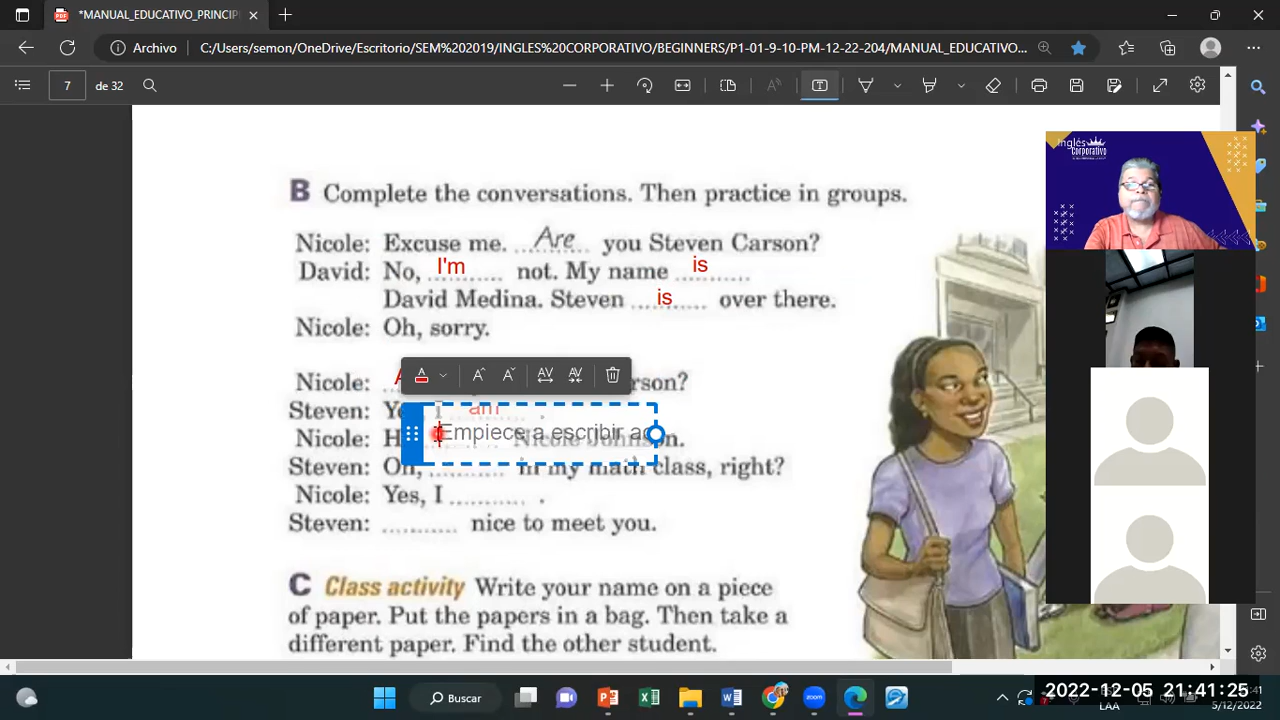 *MANUAL_EDUCATIVO_PRINCIP
Archivo C:/Users/semon/OneDrive/Escritorio/SEM%202019/INGLES%20CORPORATIVO/BEGINNERS/P1-01-9-10-PM-12-22-204/MANUAL_EDUCATIVO...
7 de 32
Inglés Corporativo
B Complete the conversations. Then practice in groups.
Nicole: Excuse me. Are you Steven Carson?
David: No, I'm not. My name is
David Medina. Steven is over there.
Nicole: Oh, sorry.
Nicole:
Steven: I am .
Nicole: Nicole Johnson.
Empiece a escribir
Steven: Oh, .......... in my math class, right?
Nicole: Yes, I .......... .
Steven: .......... nice to meet you.
C Class activity Write your name on a piece
of paper. Put the papers in a bag. Then take a
different paper. Find the other student.
Buscar
zoom
LAA
2022-12-05 21:41:25
5/12/2022